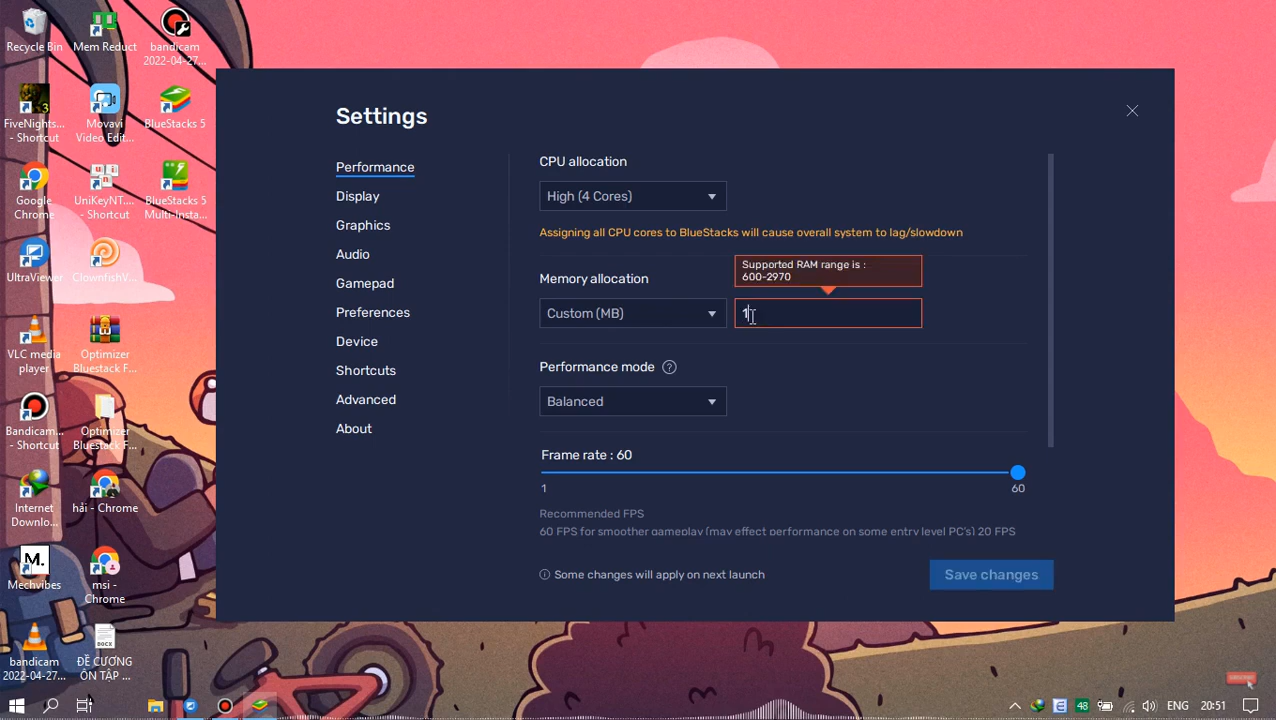 Recycle Bin
Mem Reduct
bandicam
2022-04-27...
FiveNights...
- Shortcut
3
Movavi
Video Edit...
BlueStacks 5
Google
Chrome
UniKeyNT....
- Shortcut
BlueStacks 5
Multi-Insta...
UltraViewer
ClownfishV...
VLC media
player
Optimizer
Bluestack F...
Bandicam...
- Shortcut
Optimizer
Bluestack F...
Internet
Downlo...
hải - Chrome
M.
Mechvibes
msi -
Chrome
bandicam
2022-04-27...
DOCX
ĐỀ CƯƠNG
ÔN TẬP ...
Settings
Performance
Display
Graphics
Audio
Gamepad
Preferences
Device
Shortcuts
Advanced
About
CPU allocation
High (4 Cores)
Assigning all CPU cores to BlueStacks will cause overall system to lag/slowdown
Supported RAM range is :
600-2970
Memory allocation
Custom (MB)
1
Performance mode ?
Balanced
Frame rate : 60
1
60
Recommended FPS
60 FPS for smoother gameplay (may effect performance on some entry level PC's) 20 FPS
Some changes will apply on next launch
Save changes
48
ENG
20:51